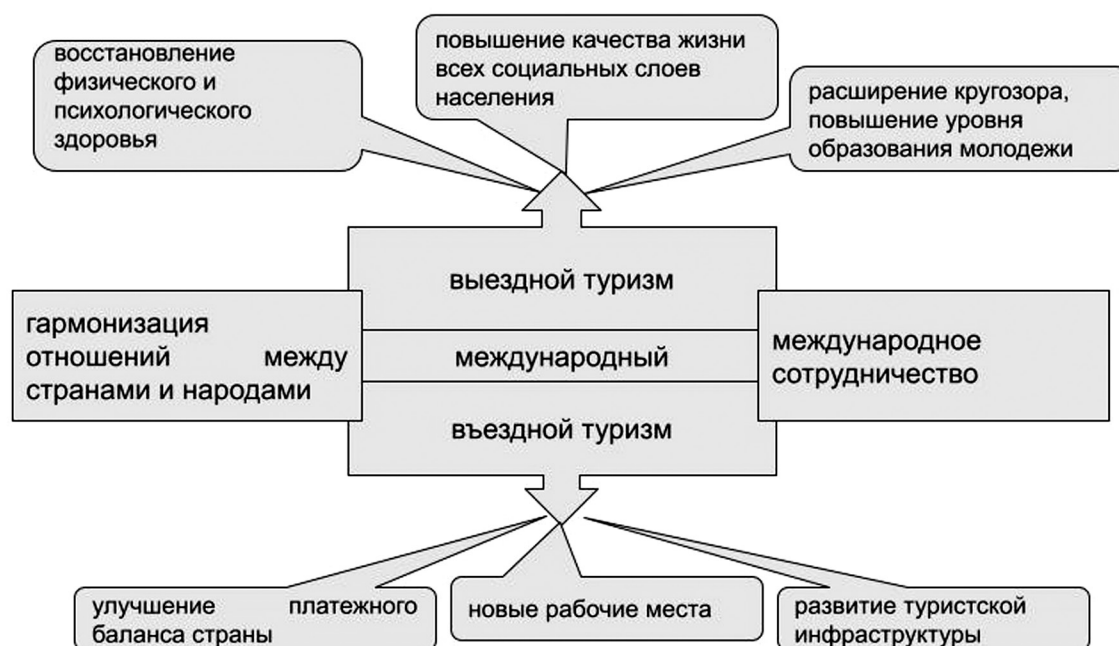 восстановление
физического и
психологического
здоровья
повышение качества жизни
всех социальных слоев
населения
расширение кругозора,
повышение уровня
образования молодежи
выездной туризм
гармонизация
отношений между
странами и народами
международный
международное
сотрудничество
въездной туризм
улучшение платежного
баланса страны
новые рабочие места
развитие туристской
инфраструктуры